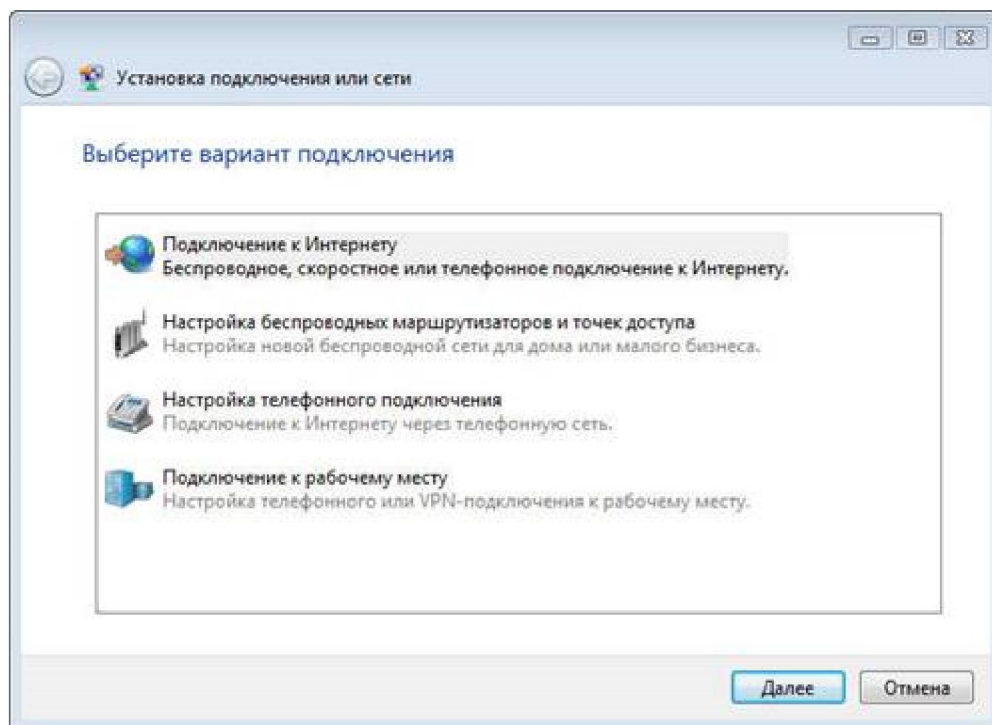 Установка подключения или сети
Выберите вариант подключения
Подключение к Интернету
Беспроводное, скоростное или телефонное подключение к Интернету.
Настройка беспроводных маршрутизаторов и точек доступа
Настройка новой беспроводной сети для дома или малого бизнеса.
Настройка телефонного подключения
Подключение к Интернету через телефонную сеть.
Подключение к рабочему месту
Настройка телефонного или VPN-подключения к рабочему месту.
Далее
Отмена